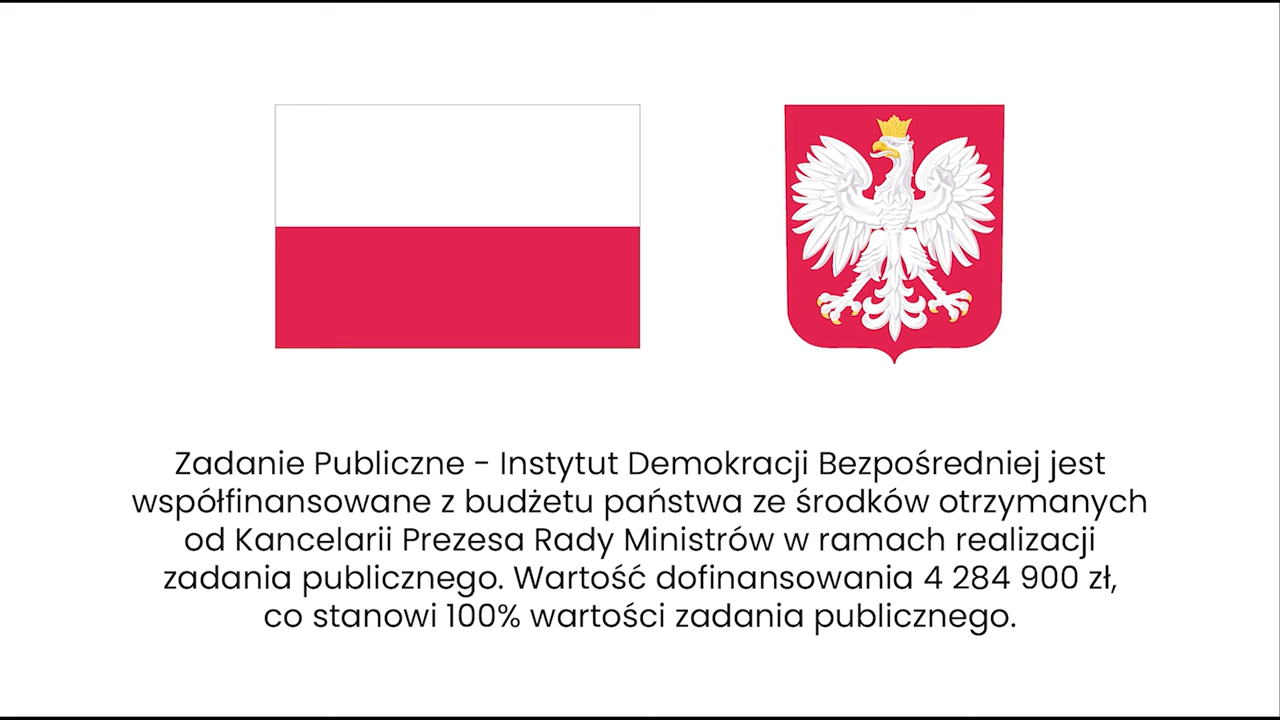 Zadanie Publiczne - Instytut Demokracji Bezpośredniej jest
współfinansowane z budżetu państwa ze środków otrzymanych
od Kancelarii Prezesa Rady Ministrów w ramach realizacji
zadania publicznego. Wartość dofinansowania 4 284 900 zł,
co stanowi 100% wartości zadania publicznego.